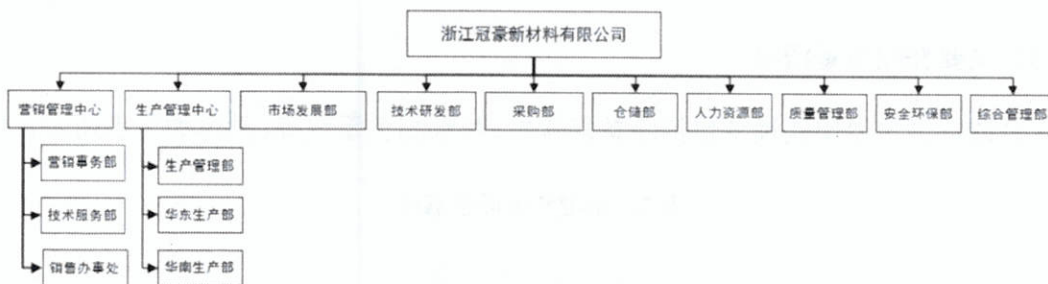 浙江冠豪新材料有限公司
营销管理中心
生产管理中心
市场发展部
技术研发部
采购部
仓储部
人力资源部
质量管理部
安全环保部
综合管理部
营销事务部
生产管理部
技术服务部
华东生产部
销售办事处
华南生产部